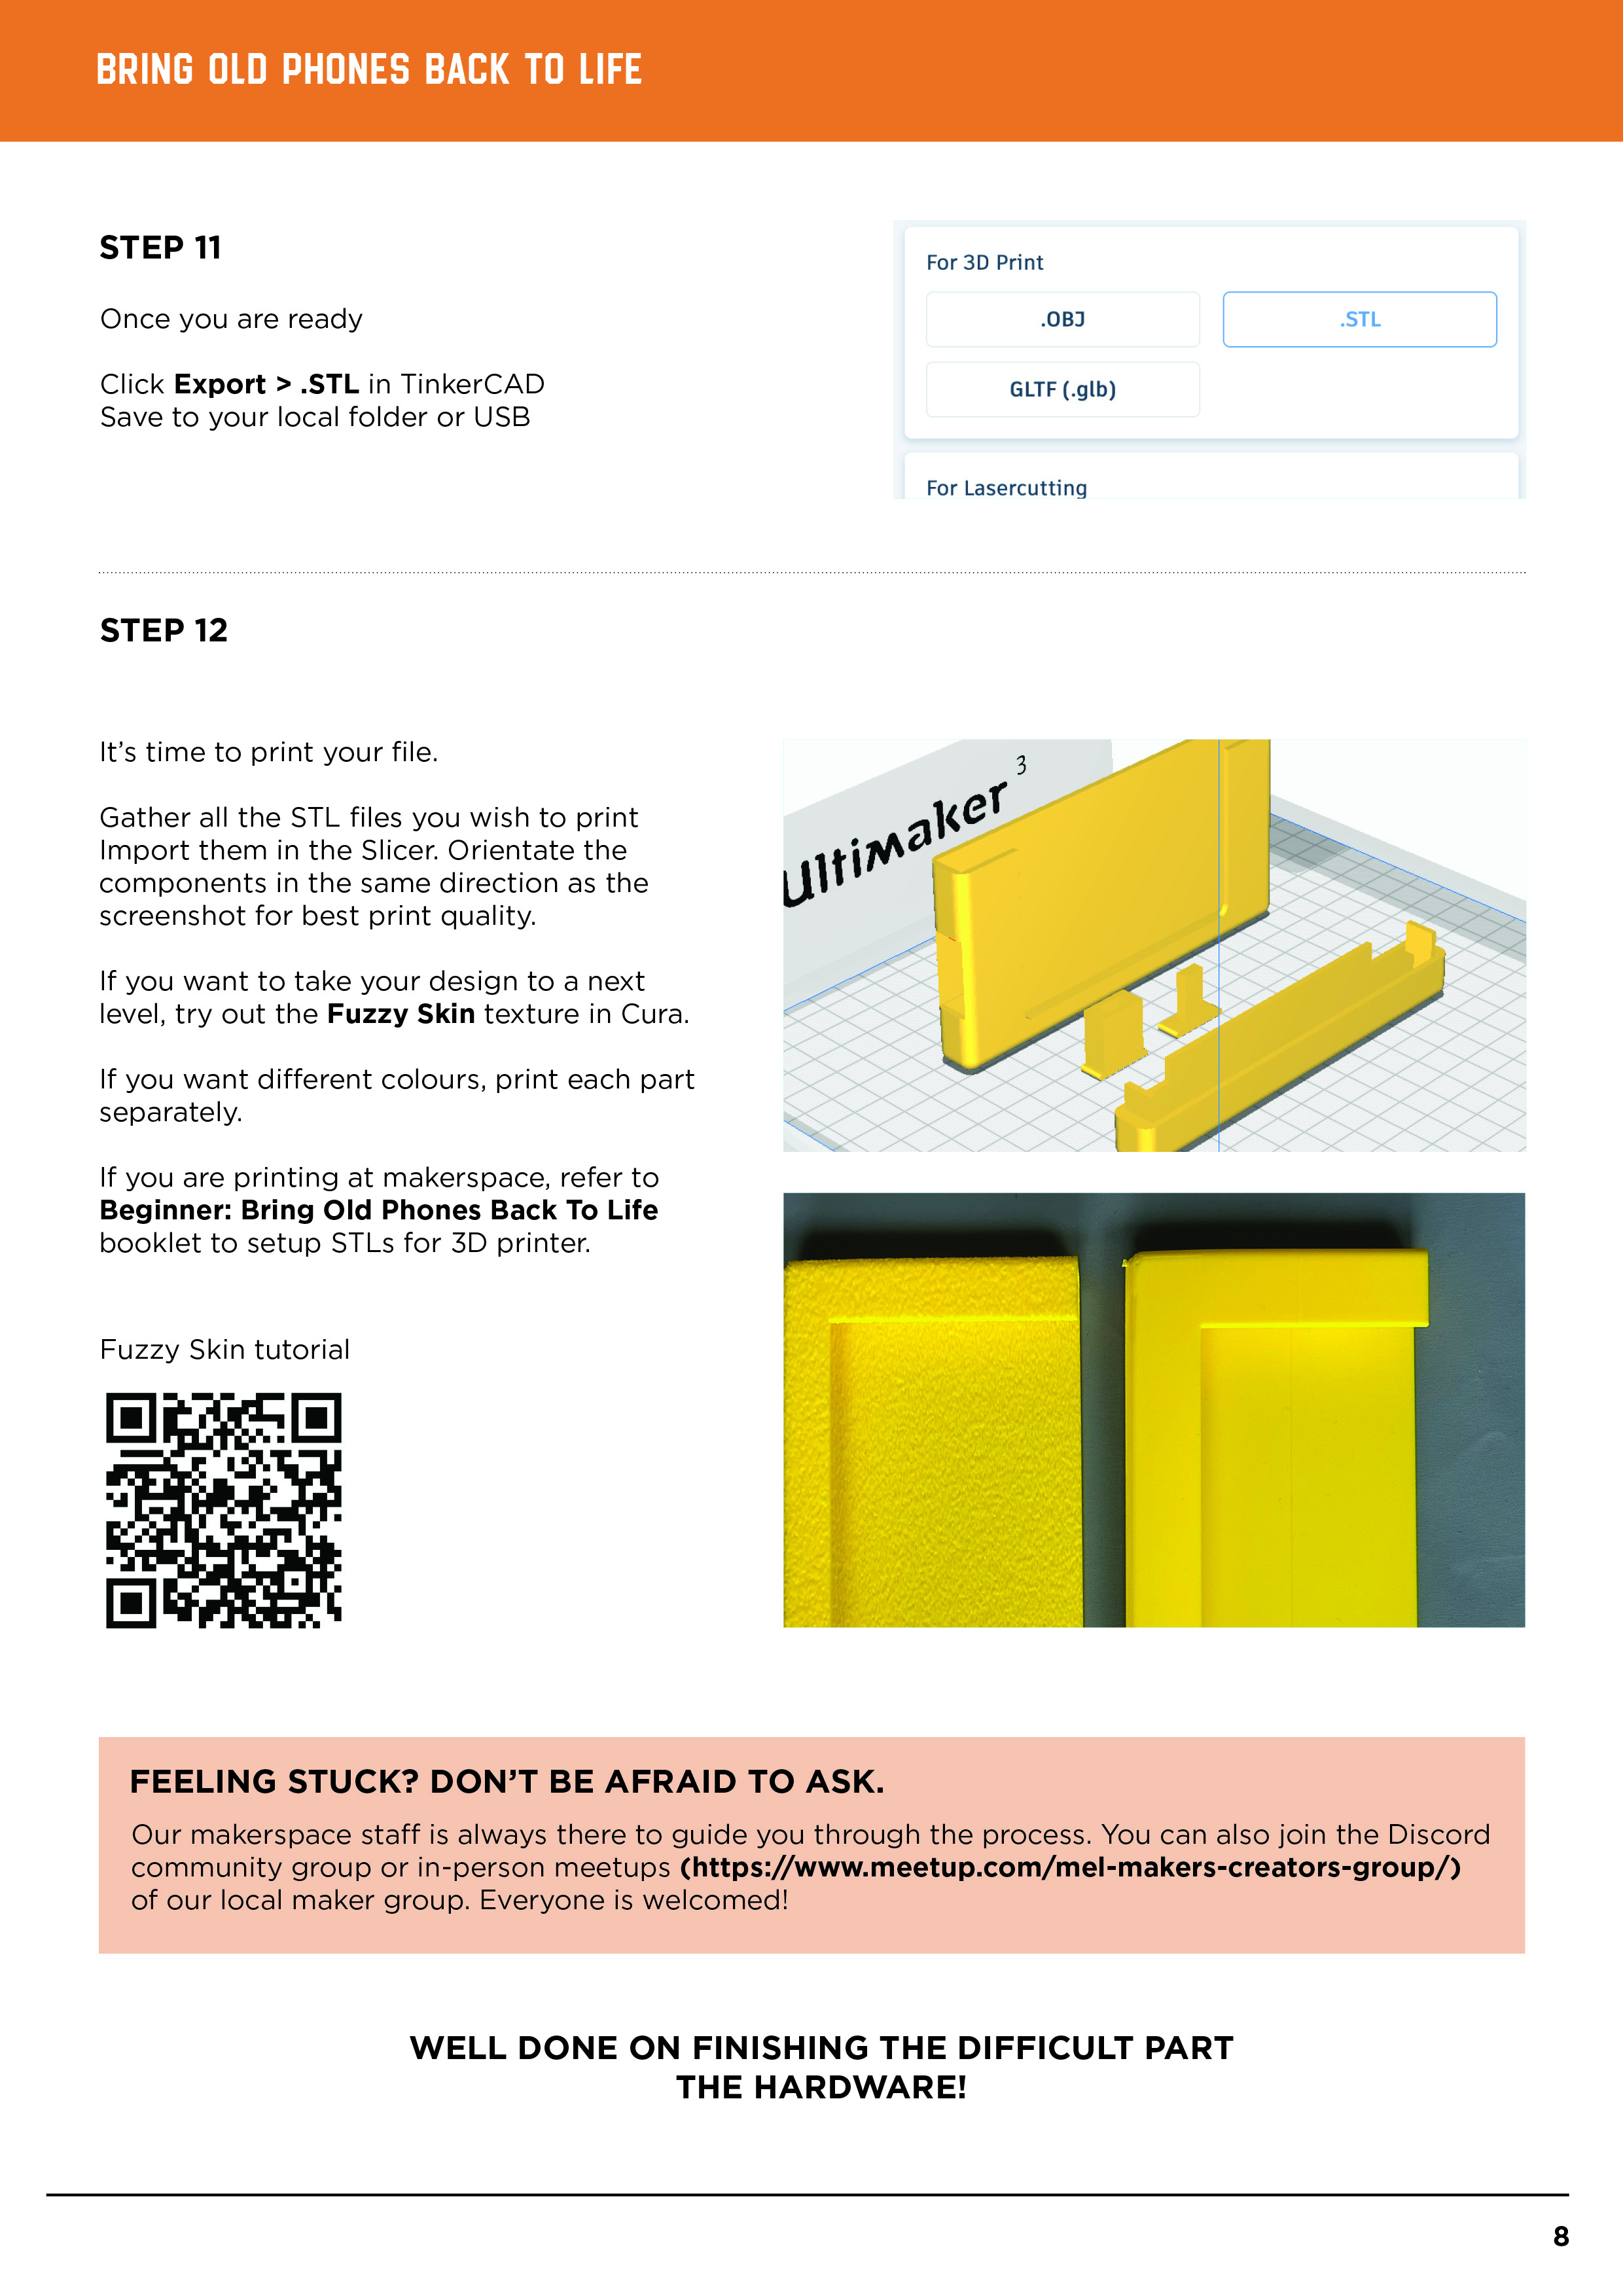 BRING OLD PHONES BACK TO LIFE
STEP 11
Once you are ready
Click Export > .STL in TinkerCAD
Save to your local folder or USB
For 3D Print
.OBJ
.STL
GLTF (.glb)
For Lasercutting
STEP 12
It's time to print your file.
Gather all the STL files you wish to print
Import them in the Slicer. Orientate the
components in the same direction as the
screenshot for best print quality.
If you want to take your design to a next
level, try out the Fuzzy Skin texture in Cura.
If you want different colours, print each part
separately.
If you are printing at makerspace, refer to
Beginner: Bring Old Phones Back To Life
booklet to setup STLs for 3D printer.
Ultimaker 3
Fuzzy Skin tutorial
FEELING STUCK? DON'T BE AFRAID TO ASK.
Our makerspace staff is always there to guide you through the process. You can also join the Discord
community group or in-person meetups (https://www.meetup.com/mel-makers-creators-group/)
of our local maker group. Everyone is welcomed!
WELL DONE ON FINISHING THE DIFFICULT PART
THE HARDWARE!
8